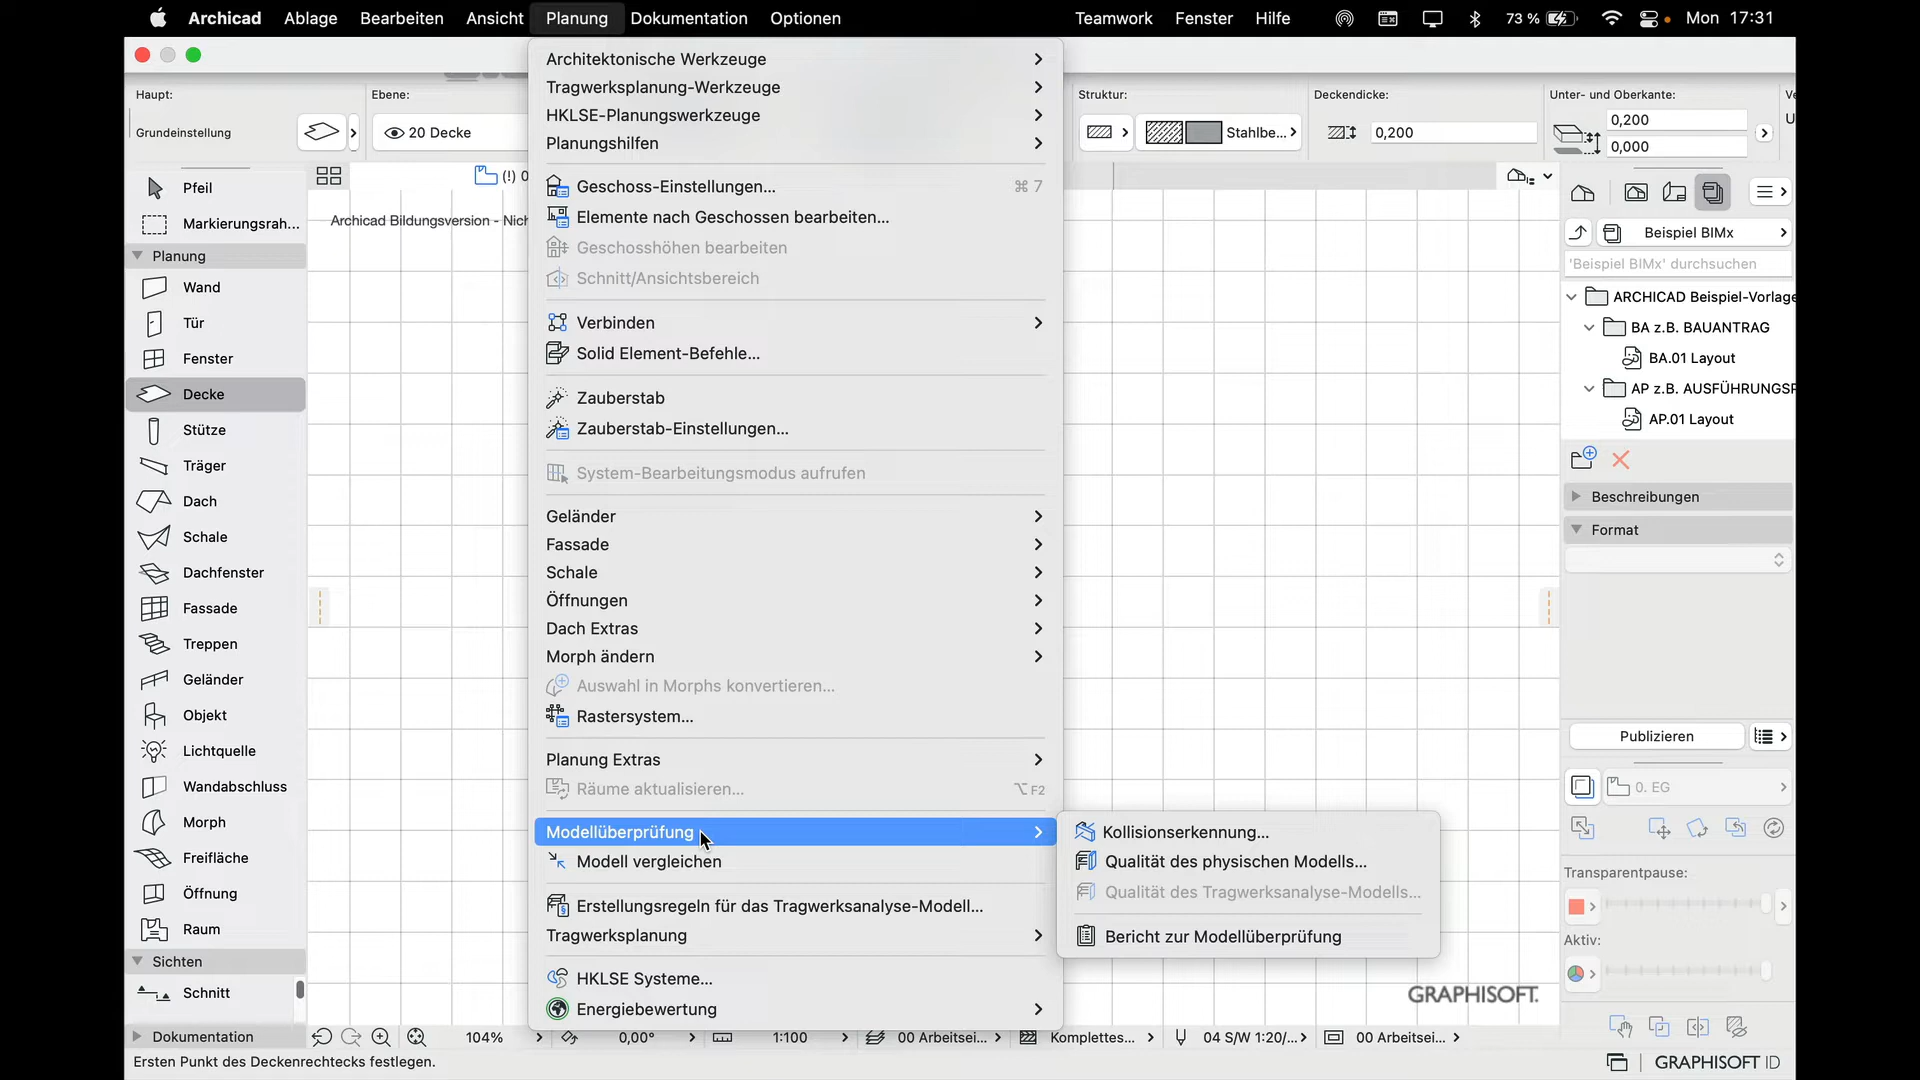 Archicad Ablage Bearbeiten Ansicht Planung Dokumentation Optionen Teamwork Fenster Hilfe 73 % Mon 17:31
Haupt:
Grundeinstellung
Ebene:
20 Decke
Struktur:
Stahlbe...
Deckendicke:
0,200
Unter- und Oberkante:
0,200
0,000
Pfeil
Markierungsrah...
Planung
Wand
Tür
Fenster
Decke
Stütze
Träger
Dach
Schale
Dachfenster
Fassade
Treppen
Geländer
Objekt
Lichtquelle
Wandabschluss
Morph
Freifläche
Öffnung
Raum
Sichten
Schnitt
Dokumentation
(!) 0
Archicad Bildungsversion - Nich
Architektonische Werkzeuge
Tragwerksplanung-Werkzeuge
HKLSE-Planungswerkzeuge
Planungshilfen
Geschoss-Einstellungen... ⌘ 7
Elemente nach Geschossen bearbeiten...
Geschosshöhen bearbeiten
Schnitt/Ansichtsbereich
Verbinden
Solid Element-Befehle...
Zauberstab
Zauberstab-Einstellungen...
System-Bearbeitungsmodus aufrufen
Geländer
Fassade
Schale
Öffnungen
Dach Extras
Morph ändern
Auswahl in Morphs konvertieren...
Rastersystem...
Planung Extras
Räume aktualisieren... ⌥F2
Modellüberprüfung
Modell vergleichen
Erstellungsregeln für das Tragwerksanalyse-Modell...
Tragwerksplanung
HKLSE Systeme...
Energiebewertung
Kollisionserkennung...
Qualität des physischen Modells...
Qualität des Tragwerksanalyse-Modells...
Bericht zur Modellüberprüfung
Beispiel BIMx
'Beispiel BIMx' durchsuchen
ARCHICAD Beispiel-Vorlage
BA z.B. BAUANTRAG
BA.01 Layout
AP z.B. AUSFÜHRUNGSP
AP.01 Layout
Beschreibungen
Format
Publizieren
0. EG
Transparentpause:
Aktiv:
GRAPHISOFT.
104% 0,00° 1:100 00 Arbeitsei... Komplettes... 04 S/W 1:20/... 00 Arbeitsei...
Ersten Punkt des Deckenrechtecks festlegen.
GRAPHISOFT ID